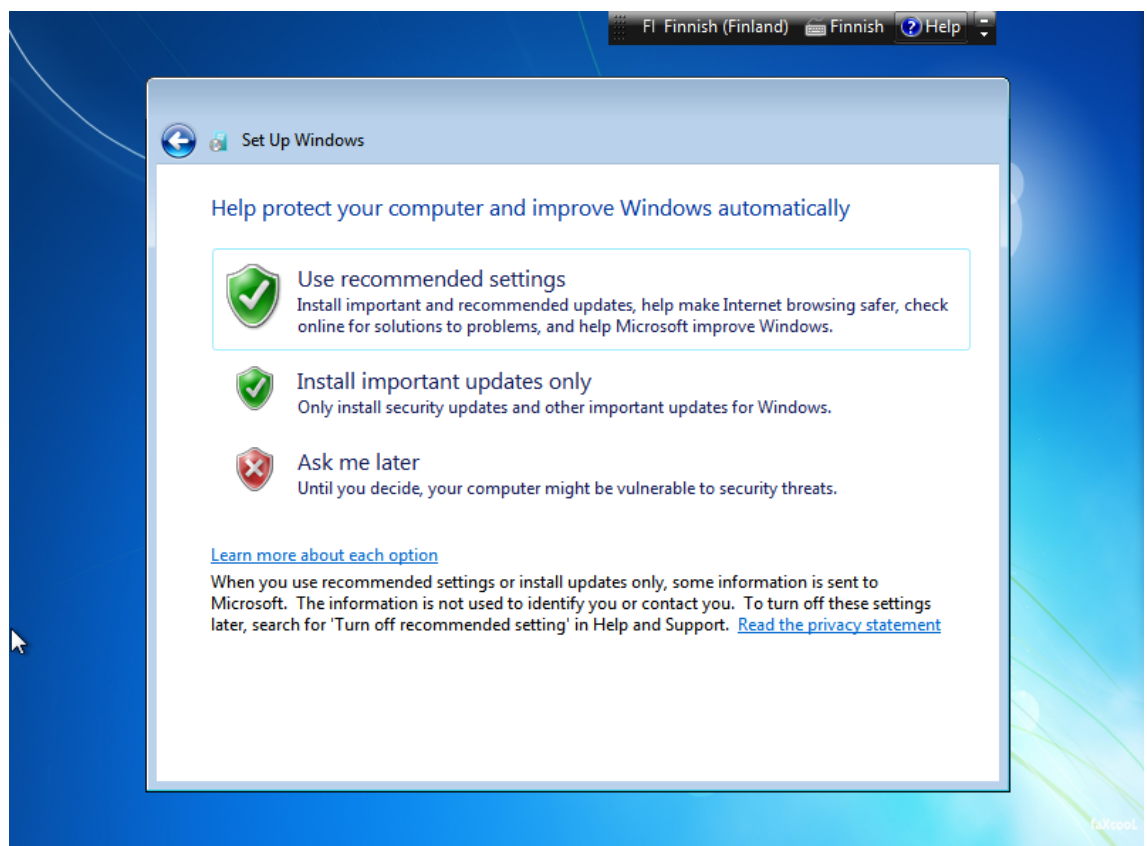 FI Finnish (Finland) Finnish Help
Set Up Windows
Help protect your computer and improve Windows automatically
Use recommended settings
Install important and recommended updates, help make Internet browsing safer, check
online for solutions to problems, and help Microsoft improve Windows.
Install important updates only
Only install security updates and other important updates for Windows.
Ask me later
Until you decide, your computer might be vulnerable to security threats.
Learn more about each option
When you use recommended settings or install updates only, some information is sent to
Microsoft. The information is not used to identify you or contact you. To turn off these settings
later, search for 'Turn off recommended setting' in Help and Support. Read the privacy statement
faXcooL